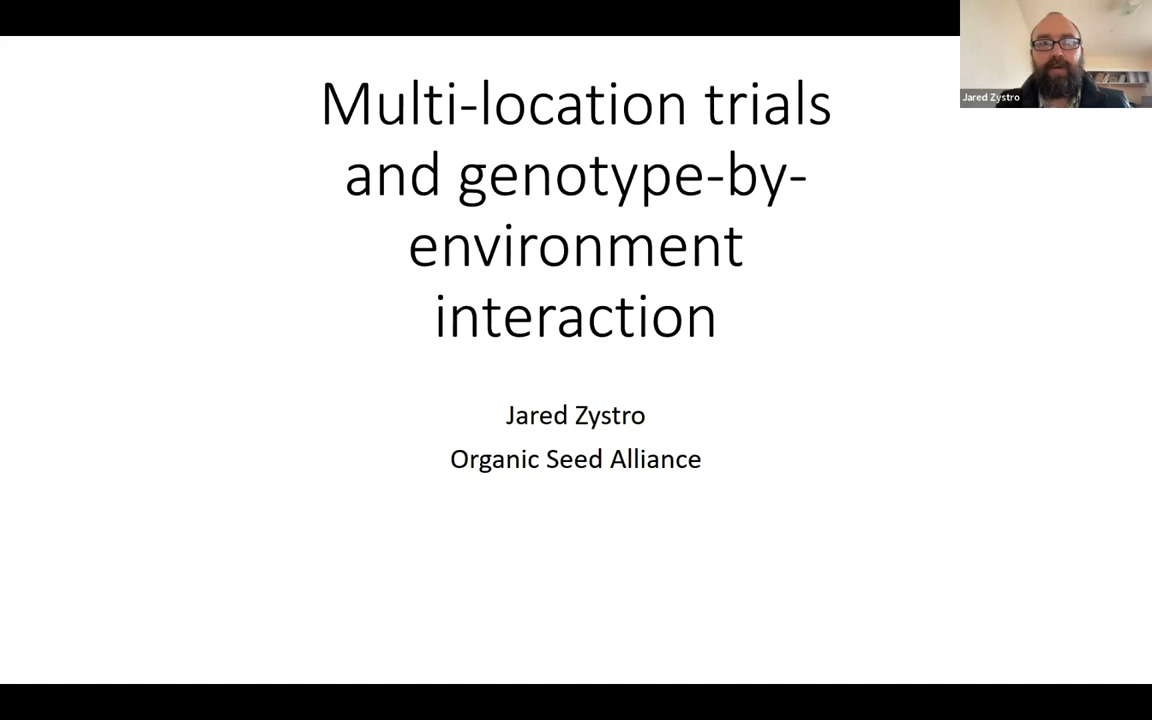 Multi-location trials
and genotype-by-
environment
interaction
Jared Zystro
Organic Seed Alliance
Jared Zystro